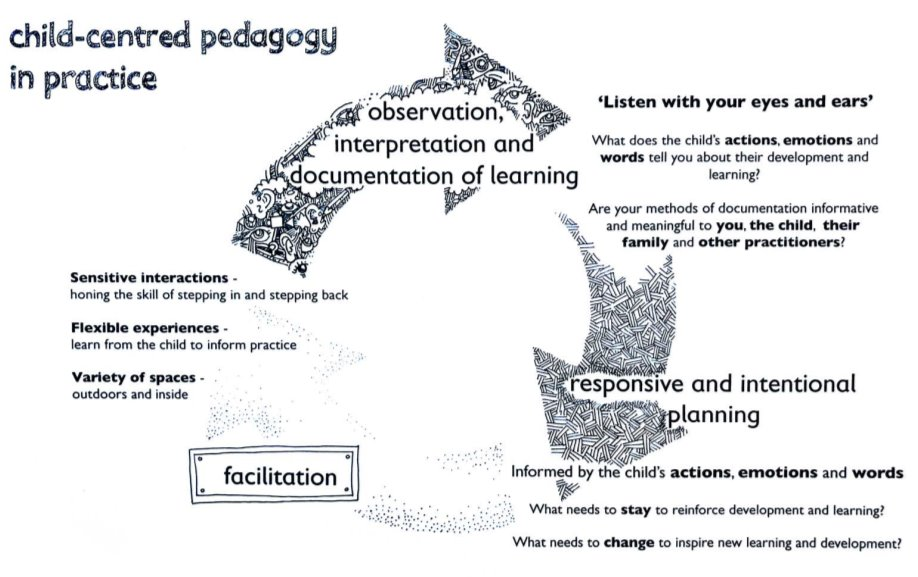 child-centred pedagogy
in practice
observation,
interpretation and
documentation of learning
'Listen with your eyes and ears'
What does the child's actions, emotions and
words tell you about their development and
learning?
Are your methods of documentation informative
and meaningful to you, the child, their
family and other practitioners?
responsive and intentional
planning
Informed by the child's actions, emotions and words
What needs to stay to reinforce development and learning?
What needs to change to inspire new learning and development?
facilitation
Sensitive interactions -
honing the skill of stepping in and stepping back
Flexible experiences -
learn from the child to inform practice
Variety of spaces -
outdoors and inside